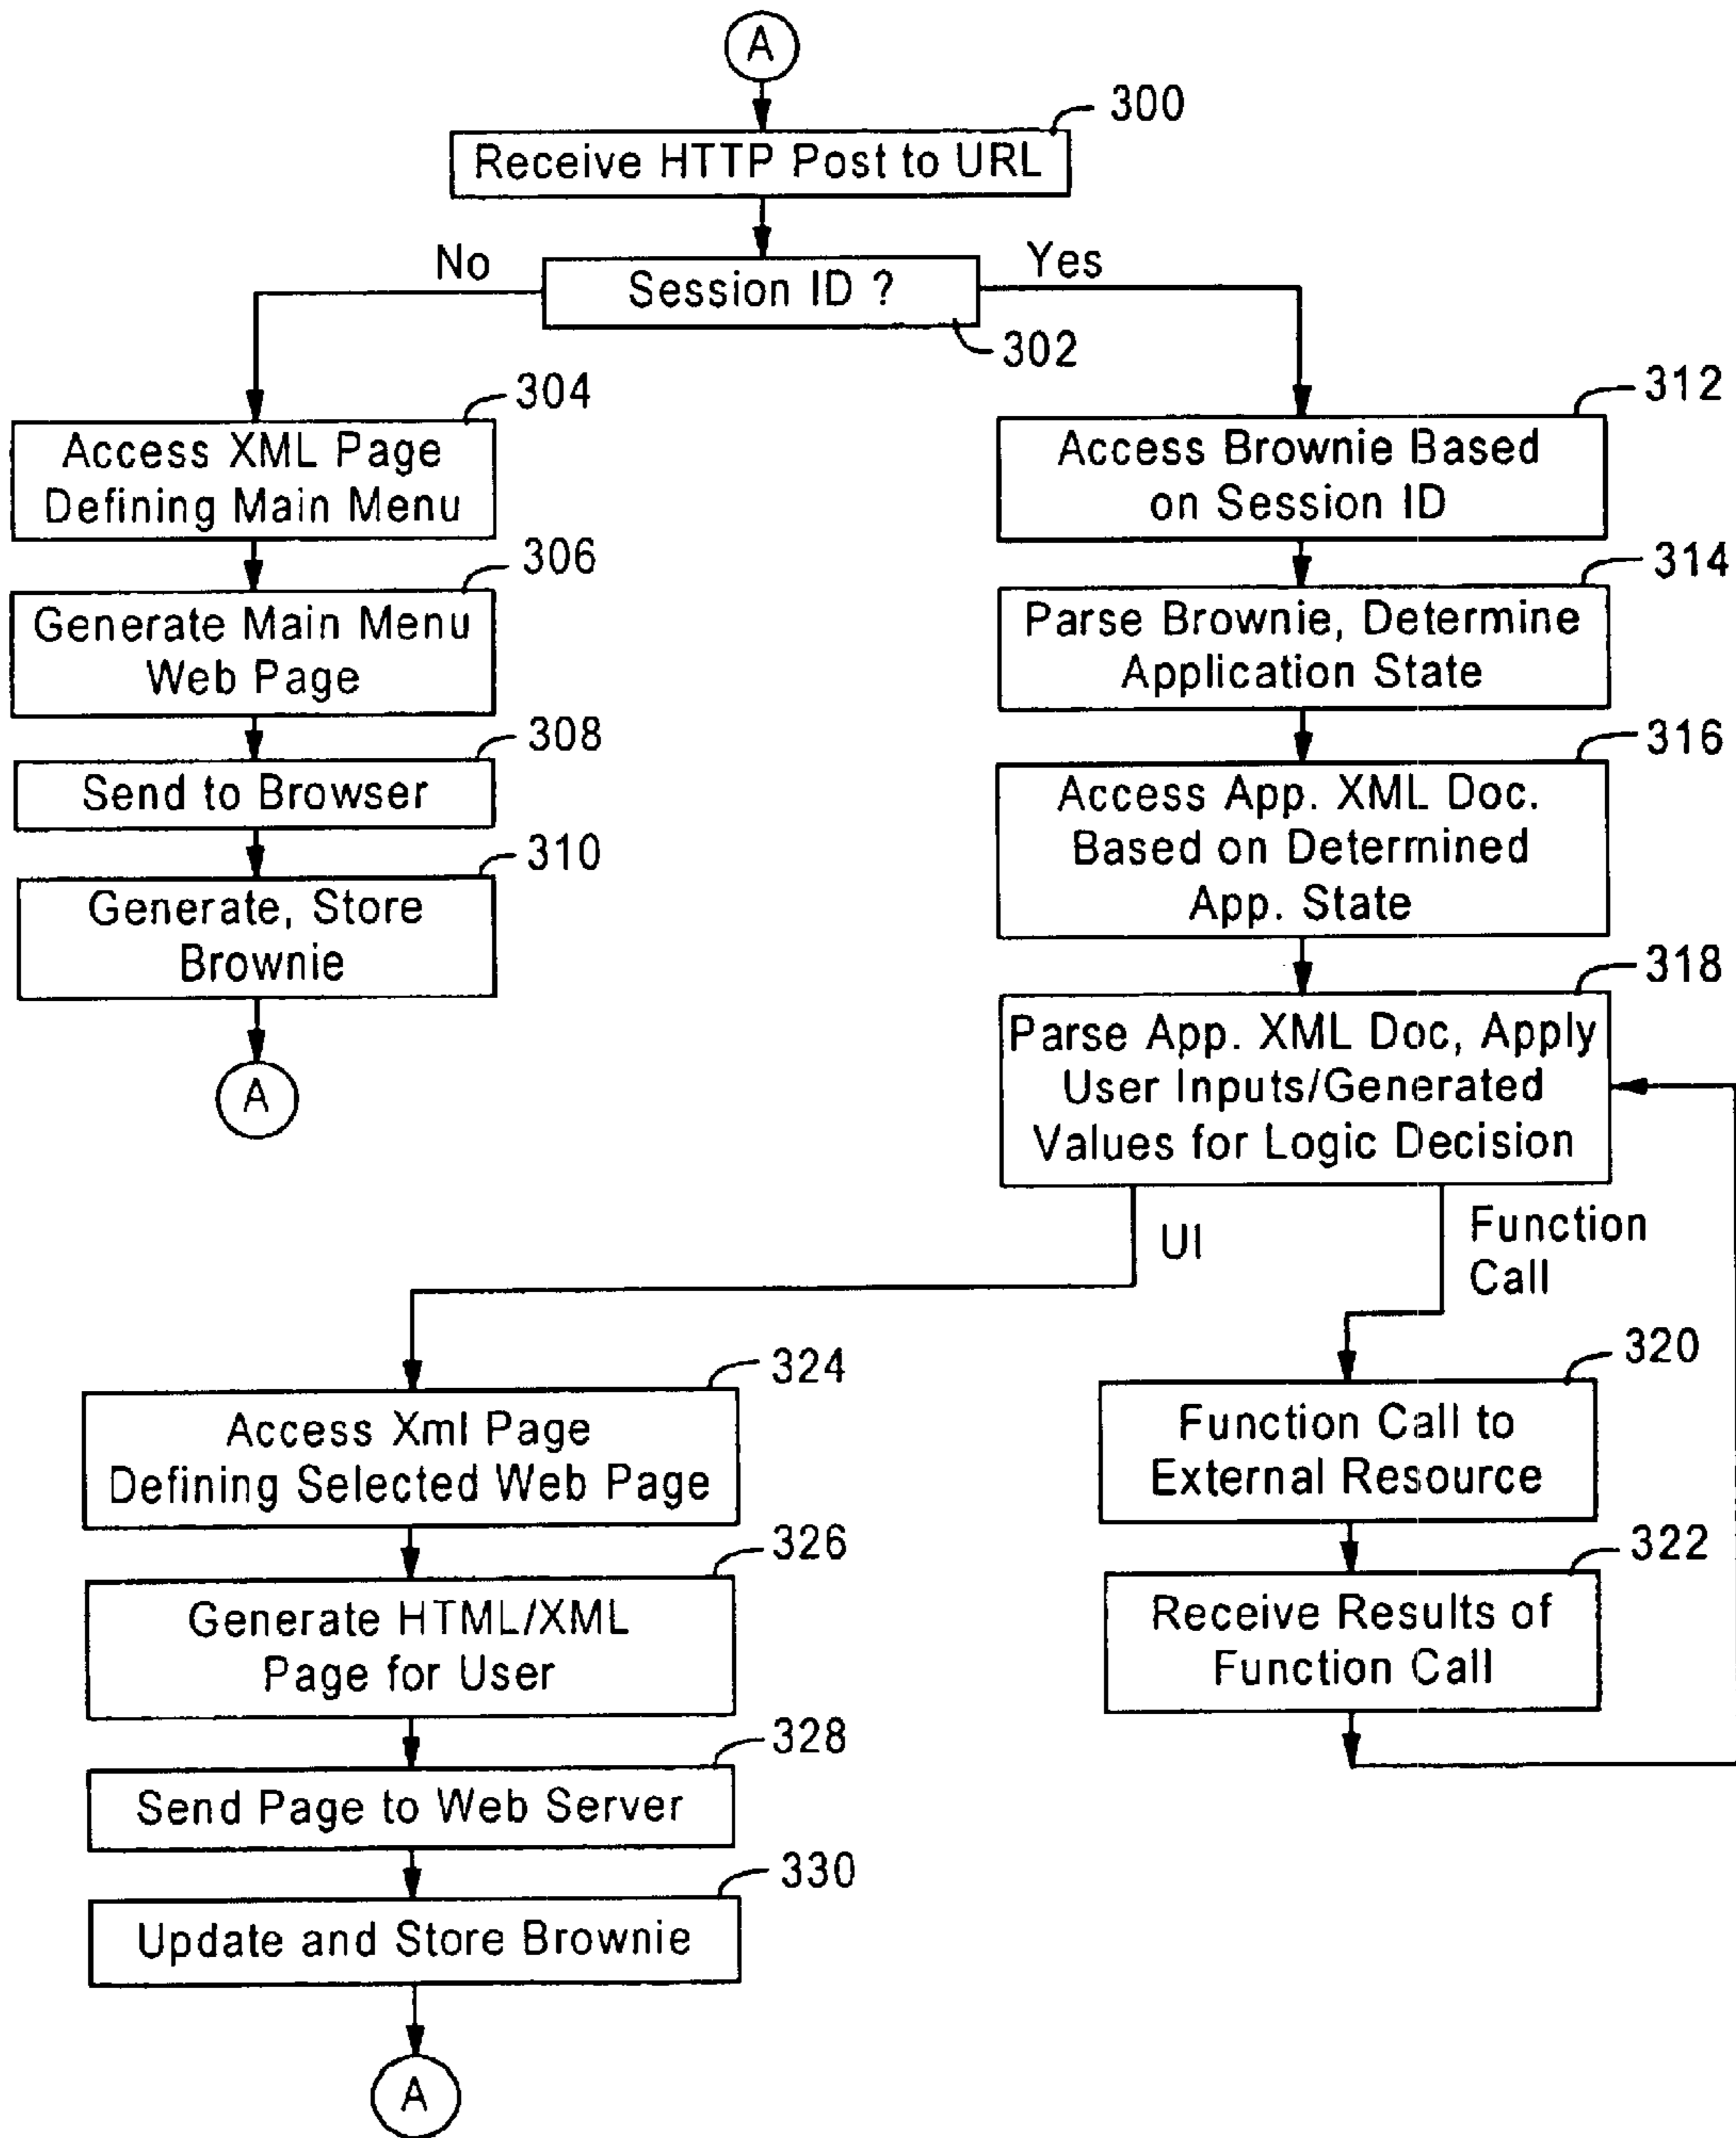 A
300
Receive HTTP Post to URL
No
Session ID ?
Yes
302
304
Access XML Page
Defining Main Menu
306
Generate Main Menu
Web Page
308
Send to Browser
310
Generate, Store
Brownie
A
312
Access Brownie Based
on Session ID
314
Parse Brownie, Determine
Application State
316
Access App. XML Doc.
Based on Determined
App. State
318
Parse App. XML Doc, Apply
User Inputs/Generated
Values for Logic Decision
UI
Function
Call
320
Function Call to
External Resource
322
Receive Results of
Function Call
324
Access Xml Page
Defining Selected Web Page
326
Generate HTML/XML
Page for User
328
Send Page to Web Server
330
Update and Store Brownie
A